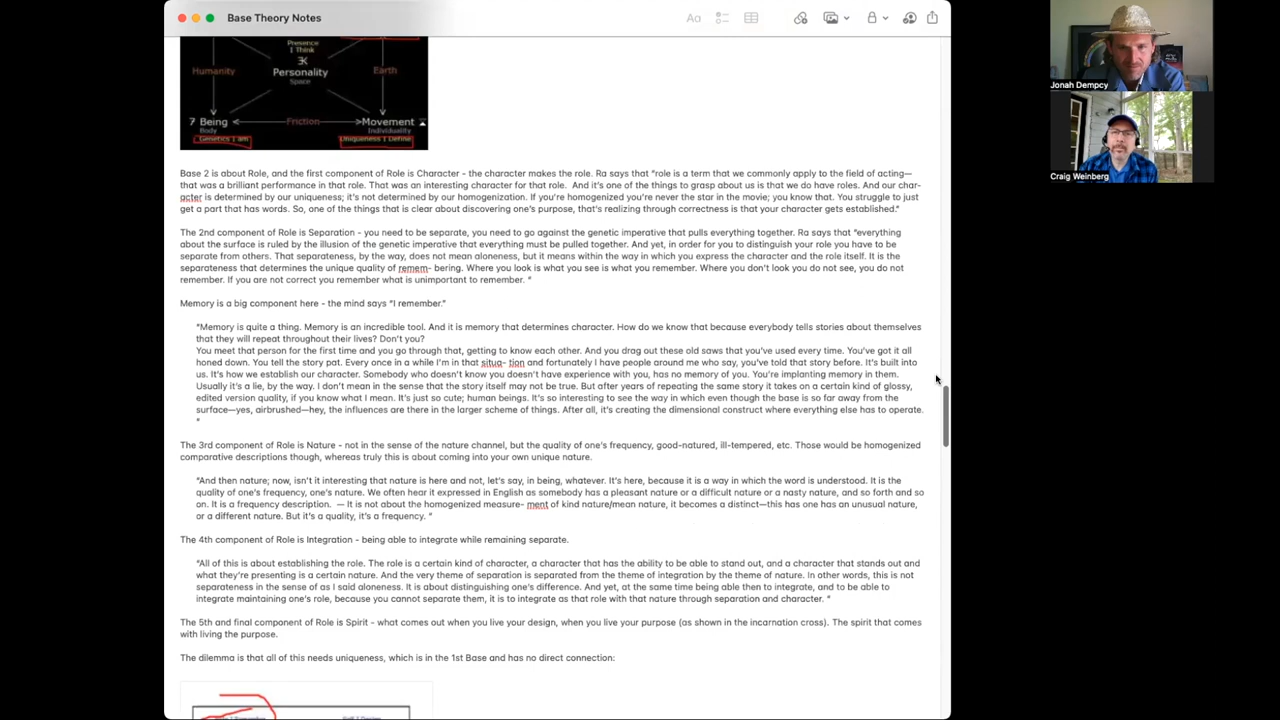 Base Theory Notes
Aa
Presence
| Think
Humanity
3K
Earth
Personality
Space
7 Being
Friction
Movement
Body
Individuality
Genetics I am
Uniqueness I Define
Base 2 is about Role, and the first component of Role is Character - the character makes the role. Ra says that “role is a term that we commonly apply to the field of acting—
that was a brilliant performance in that role. That was an interesting character for that role.  And it's one of the things to grasp about us is that we do have roles. And our char-
acter is determined by our uniqueness; it's not determined by our homogenization. If you're homogenized you're never the star in the movie; you know that. You struggle to just
get a part that has words. So, one of the things that is clear about discovering one's purpose, that's realizing through correctness is that your character gets established.”
The 2nd component of Role is Separation - you need to be separate, you need to go against the genetic imperative that pulls everything together. Ra says that “everything
about the surface is ruled by the illusion of the genetic imperative that everything must be pulled together. And yet, in order for you to distinguish your role you have to be
separate from others. That separateness, by the way, does not mean aloneness, but it means within the way in which you express the character and the role itself. It is the
separateness that determines the unique quality of remem- bering. Where you look is what you see is what you remember. Where you don't look you do not see, you do not
remember. If you are not correct you remember what is unimportant to remember. “
Memory is a big component here - the mind says “I remember.”
“Memory is quite a thing. Memory is an incredible tool. And it is memory that determines character. How do we know that because everybody tells stories about themselves
that they will repeat throughout their lives? Don't you?
You meet that person for the first time and you go through that, getting to know each other. And you drag out these old saws that you've used every time. You've got it all
honed down. You tell the story pat. Every once in a while I'm in that situa- tion and fortunately I have people around me who say, you've told that story before. It's built into
us. It's how we establish our character. Somebody who doesn't know you doesn't have experience with you, has no memory of you. You're implanting memory in them.
Usually it's a lie, by the way. I don't mean in the sense that the story itself may not be true. But after years of repeating the same story it takes on a certain kind of glossy,
edited version quality, if you know what I mean. It's just so cute; human beings. It's so interesting to see the way in which even though the base is so far away from the
surface—yes, airbrushed—hey, the influences are there in the larger scheme of things. After all, it's creating the dimensional construct where everything else has to operate.
“
The 3rd component of Role is Nature - not in the sense of the nature channel, but the quality of one's frequency, good-natured, ill-tempered, etc. Those would be homogenized
comparative descriptions though, whereas truly this is about coming into your own unique nature.
“And then nature; now, isn't it interesting that nature is here and not, let's say, in being, whatever. It's here, because it is a way in which the word is understood. It is the
quality of one's frequency, one's nature. We often hear it expressed in English as somebody has a pleasant nature or a difficult nature or a nasty nature, and so forth and so
on. It is a frequency description.  — It is not about the homogenized measure- ment of kind nature/mean nature, it becomes a distinct—this has one has an unusual nature,
or a different nature. But it's a quality, it's a frequency. “
The 4th component of Role is Integration - being able to integrate while remaining separate.
“All of this is about establishing the role. The role is a certain kind of character, a character that has the ability to be able to stand out, and a character that stands out and
what they're presenting is a certain nature. And the very theme of separation is separated from the theme of integration by the theme of nature. In other words, this is not
separateness in the sense of as I said aloneness. It is about distinguishing one's difference. And yet, at the same time being able then to integrate, and to be able to
integrate maintaining one's role, because you cannot separate them, it is to integrate as that role with that nature through separation and character. “
The 5th and final component of Role is Spirit - what comes out when you live your design, when you live your purpose (as shown in the incarnation cross). The spirit that comes
with living the purpose.
The dilemma is that all of this needs uniqueness, which is in the 1st Base and has no direct connection:
Jonah Dempcy
Craig Weinberg